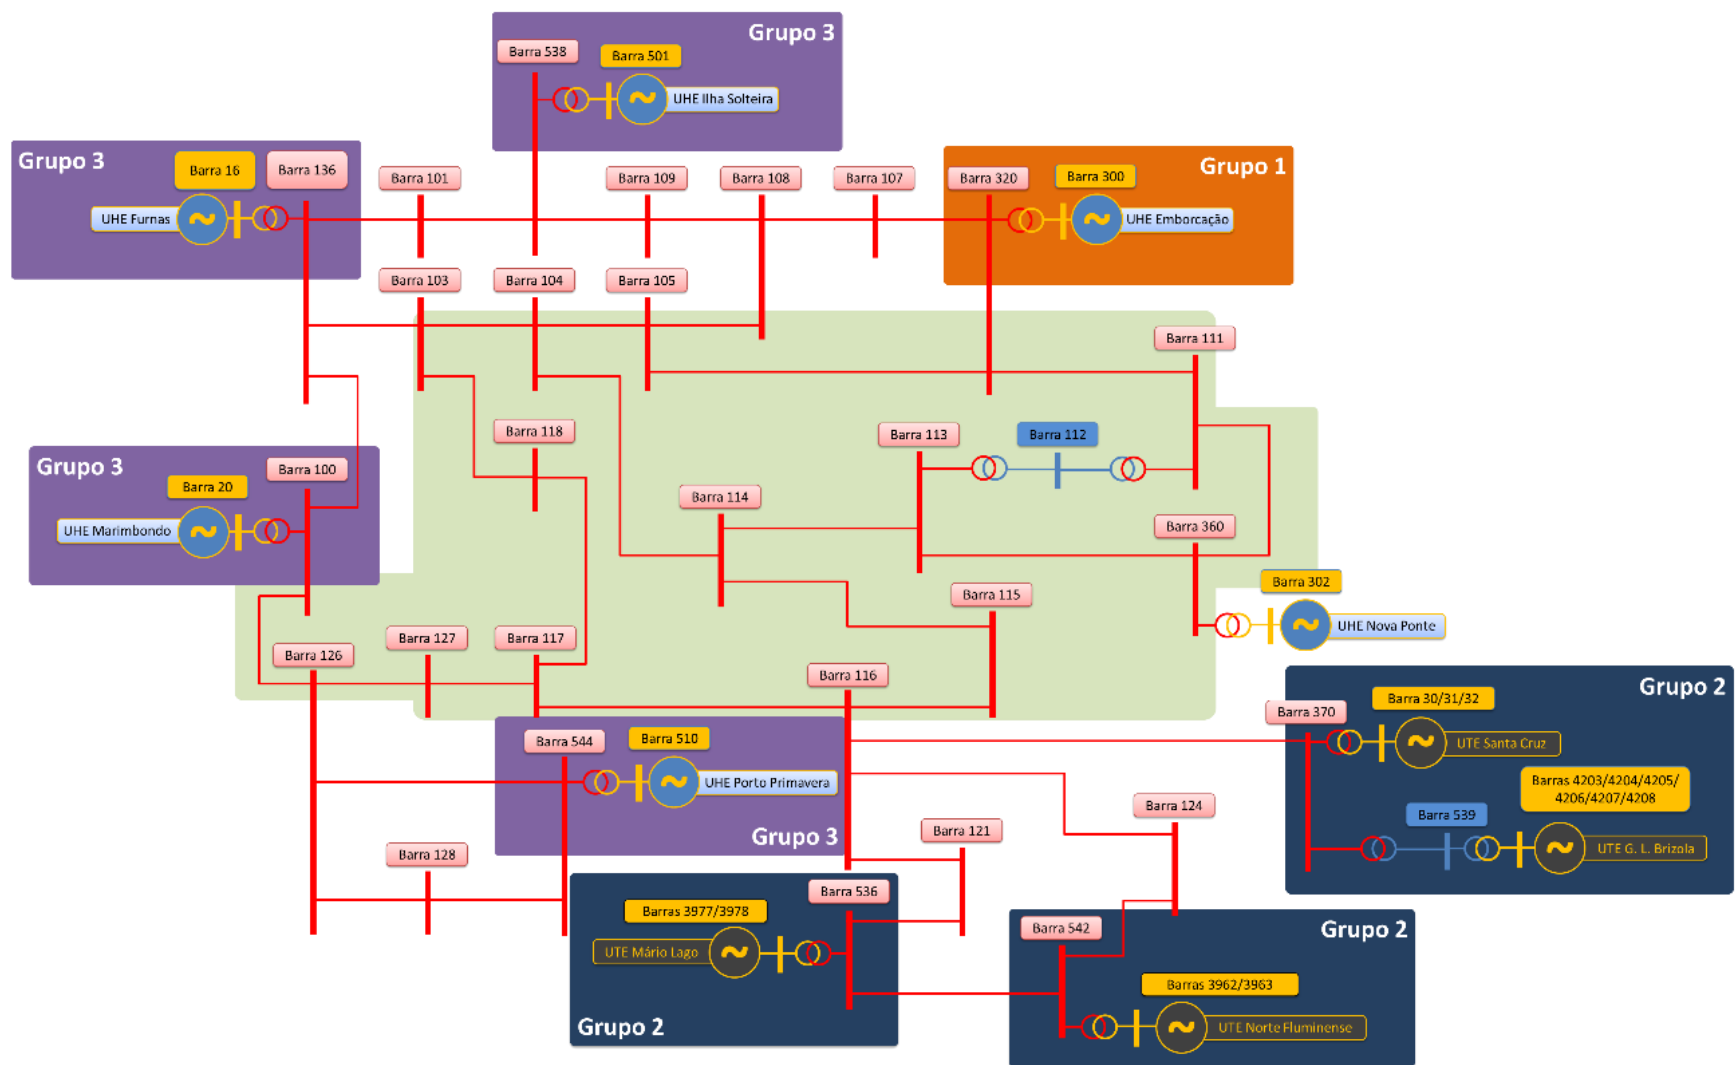 Grupo 3
Barra 538
Barra 501
UHE Ilha Solteira
Grupo 3
Barra 16
Barra 136
UHE Furnas
Barra 101
Barra 109
Barra 108
Barra 107
Grupo 1
Barra 320
Barra 300
UHE Emborcação
Barra 103
Barra 104
Barra 105
Barra 111
Barra 118
Barra 113
Barra 112
Grupo 3
Barra 100
Barra 20
UHE Marimbondo
Barra 114
Barra 360
Barra 302
UHE Nova Ponte
Barra 115
Barra 126
Barra 127
Barra 117
Barra 116
Grupo 2
Barra 30/31/32
Barra 370
UTE Santa Cruz
Barras 4203/4204/4205/
4206/4207/4208
Barra 539
UTE G. L. Brizola
Barra 544
Barra 510
UHE Porto Primavera
Grupo 3
Barra 124
Barra 121
Barra 128
Barra 536
Barras 3977/3978
UTE Mário Lago
Grupo 2
Barra 542
Grupo 2
Barras 3962/3963
UTE Norte Fluminense